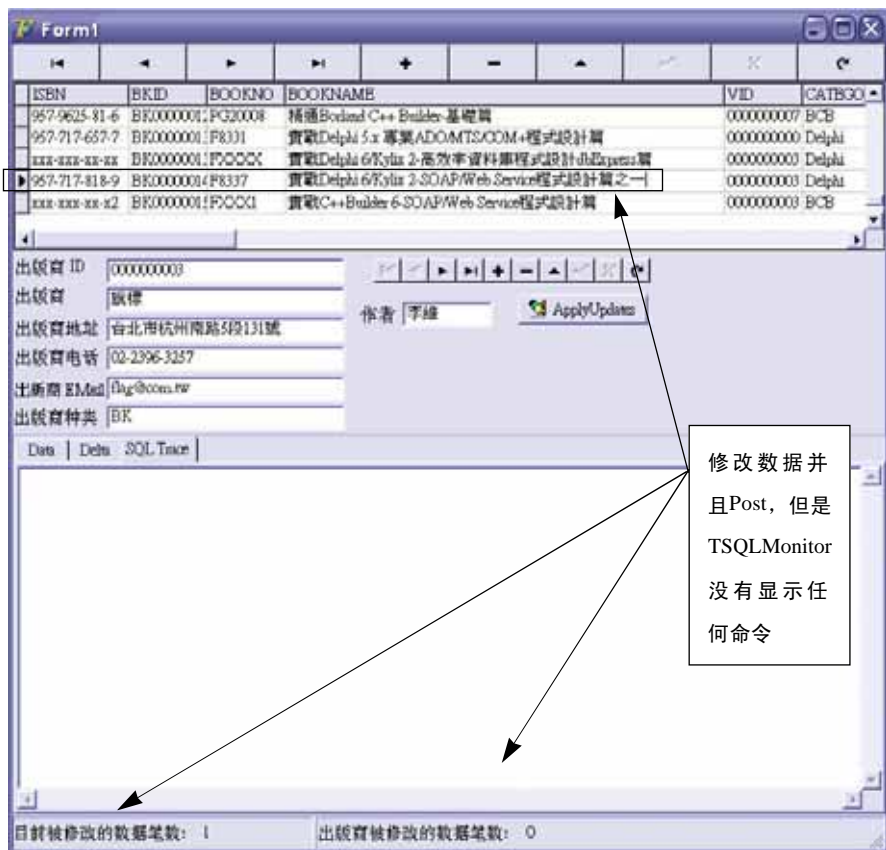 Form1
ISBN BKID BOOKNO BOOKNAME VID CATEGO
957-9625-81-6 BK0000001 PG20008 精通Borland C++ Builder-基礎篇 0000000007 BCB
957-717-657-7 BK0000001 F8331 實戰Delphi 5.x 專業ADO/MTS/COM+程式設計篇 0000000000 Delphi
xxx-xxx-xx-xx BK0000001 FXXXX 實戰Delphi 6/Kylix 2-高效率資料庫程式設計dbExpress篇 0000000003 Delphi
957-717-818-9 BK00000014 F8337 實戰Delphi 6/Kylix 2-SOAP/Web Service程式設計篇之一 0000000003 Delphi
xxx-xxx-xx-x2 BK0000001 實戰C++Builder 6-SOAP/Web Service程式設計篇 0000000003 BCB
出版商 ID 0000000003
出版商 旗標
出版商地址 台北市杭州南路5段131號
出版商电话 02-2396-3257
出版商 EMail flag@com.tw
出版商种类 BK
作者 李維
ApplyUpdates
Data Delta SQL Trace
修改数据并
且Post，但是
TSQLMonitor
没有显示任
何命令
目前被修改的数据笔数: 1 出版商被修改的数据笔数: 0